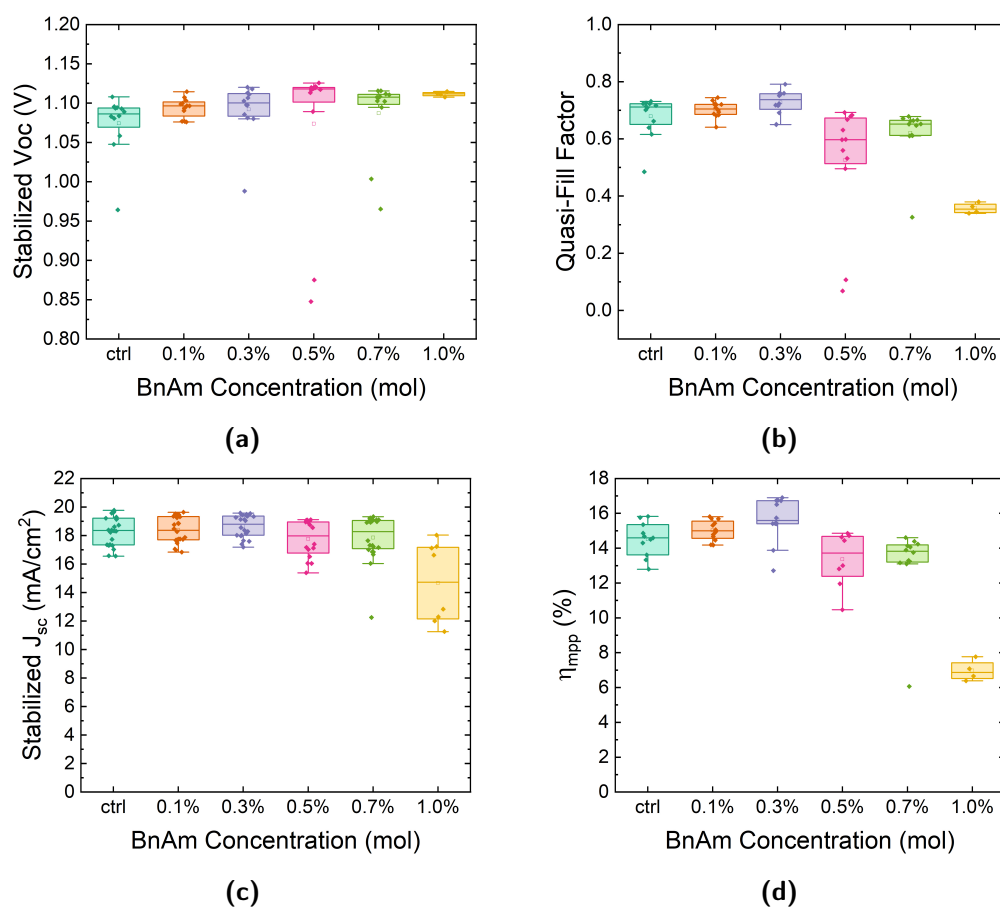 Stabilized Voc (V)
1.20
1.15
1.10
1.05
1.00
0.95
0.90
0.85
0.80
ctrl 0.1% 0.3% 0.5% 0.7% 1.0%
BnAm Concentration (mol)
(a)
Quasi-Fill Factor
1.0
0.8
0.6
0.4
0.2
0.0
ctrl 0.1% 0.3% 0.5% 0.7% 1.0%
BnAm Concentration (mol)
(b)
Stabilized Jsc (mA/cm²)
22
20
18
16
14
12
10
8
6
4
2
0
ctrl 0.1% 0.3% 0.5% 0.7% 1.0%
BnAm Concentration (mol)
(c)
ηmpp (%)
18
16
14
12
10
8
6
4
2
0
ctrl 0.1% 0.3% 0.5% 0.7% 1.0%
BnAm Concentration (mol)
(d)